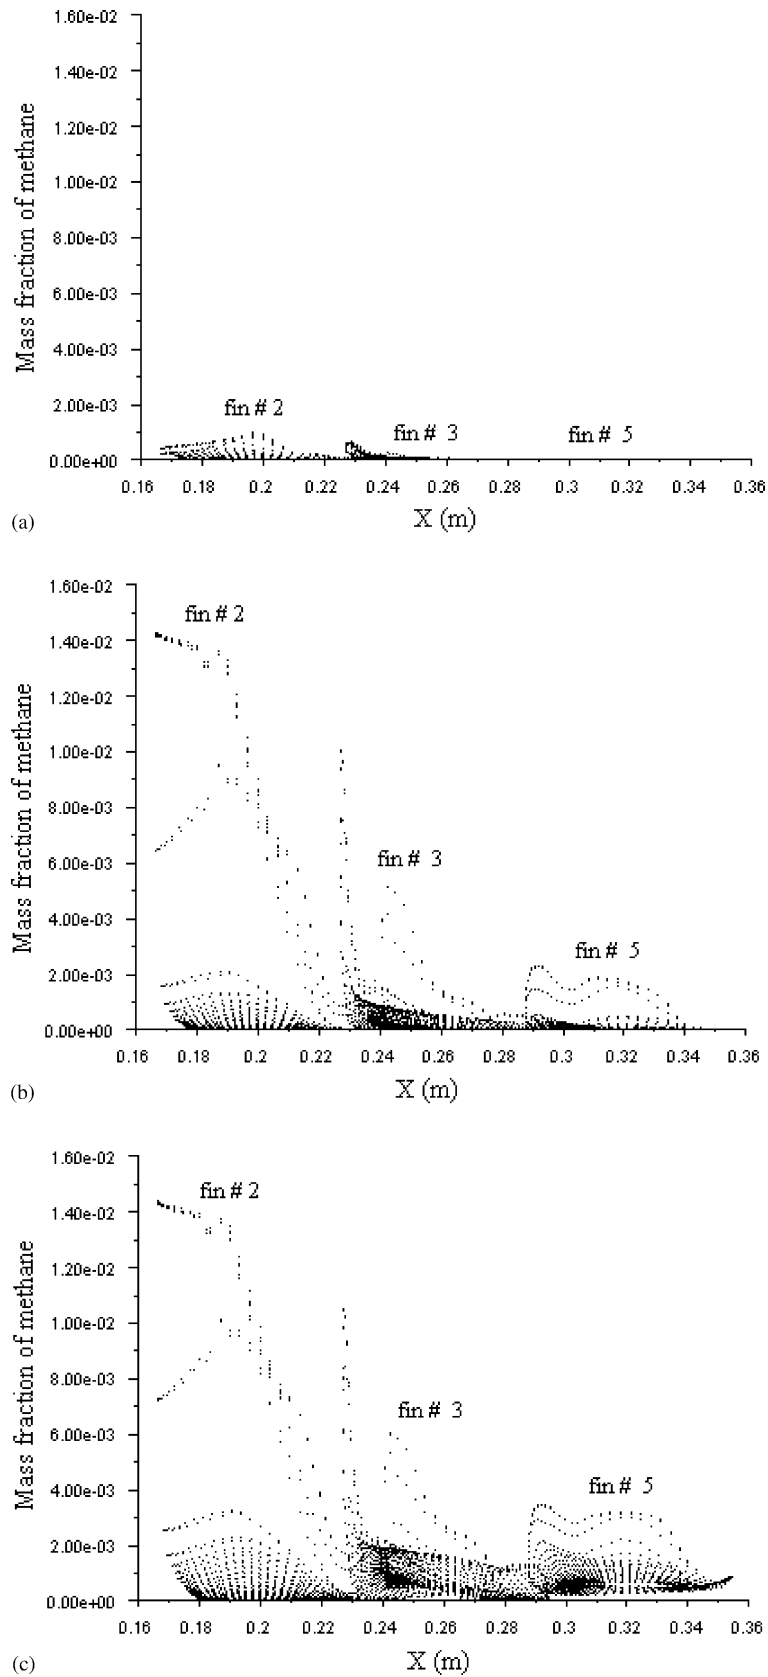 1.60e-02
1.40e-02
1.20e-02
1.00e-02
8.00e-03
6.00e-03
4.00e-03
2.00e-03
0.00e+00
Mass fraction of methane
fin # 2
fin # 3
fin # 5
0.16 0.18 0.2 0.22 0.24 0.26 0.28 0.3 0.32 0.34 0.36
X (m)
(a)
1.60e-02
1.40e-02
1.20e-02
1.00e-02
8.00e-03
6.00e-03
4.00e-03
2.00e-03
0.00e+00
Mass fraction of methane
fin # 2
fin # 3
fin # 5
0.16 0.18 0.2 0.22 0.24 0.26 0.28 0.3 0.32 0.34 0.36
X (m)
(b)
1.60e-02
1.40e-02
1.20e-02
1.00e-02
8.00e-03
6.00e-03
4.00e-03
2.00e-03
0.00e+00
Mass fraction of methane
fin # 2
fin # 3
fin # 5
0.16 0.18 0.2 0.22 0.24 0.26 0.28 0.3 0.32 0.34 0.36
X (m)
(c)